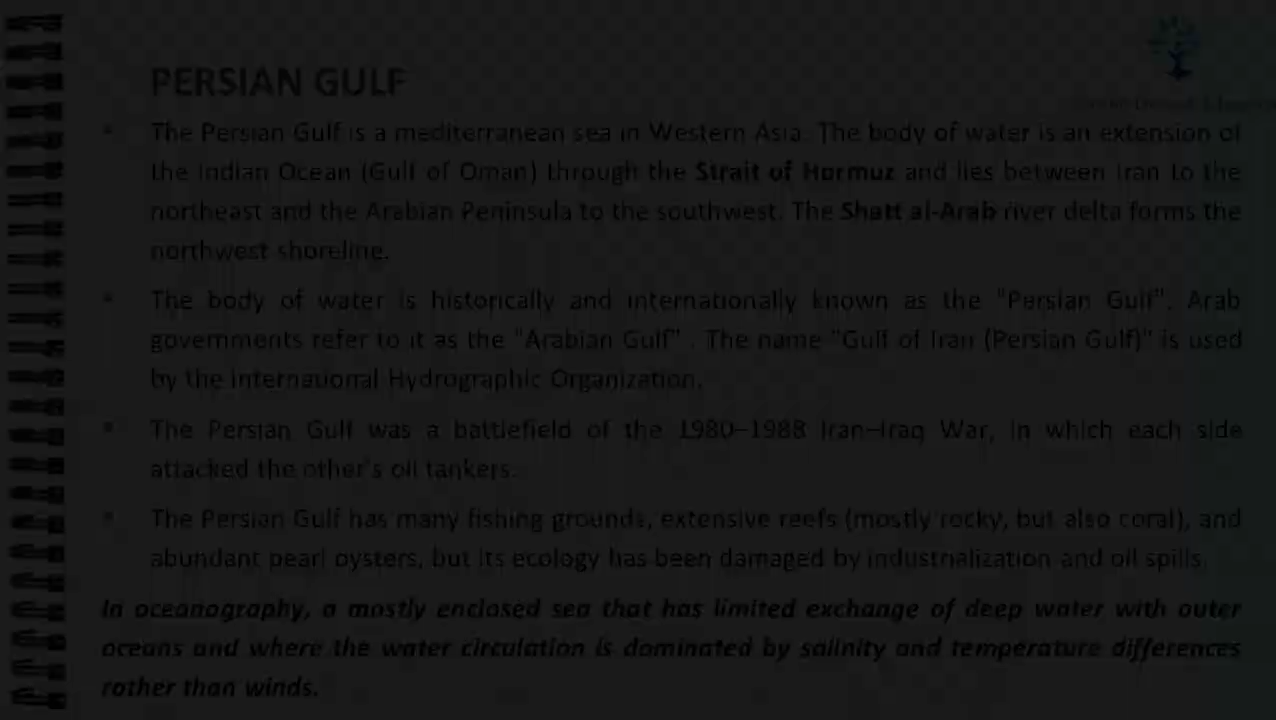 PERSIAN GULF
The Persian Gulf is a mediterranean sea in Western Asia. The body of water is an extension of
the Indian Ocean (Gulf of Oman) through the Strait of Hormuz and lies between Iran to the
northeast and the Arabian Peninsula to the southwest. The Shatt al-Arab river delta forms the
northwest shoreline.
The body of water is historically and internationally known as the "Persian Gulf". Arab
governments refer to it as the "Arabian Gulf" . The name "Gulf of Iran (Persian Gulf)" is used
by the International Hydrographic Organization.
The Persian Gulf was a battlefield of the 1980–1988 Iran–Iraq War, in which each side
attacked the other's oil tankers.
The Persian Gulf has many fishing grounds, extensive reefs (mostly rocky, but also coral), and
abundant pearl oysters, but its ecology has been damaged by industrialization and oil spills.
In oceanography, a mostly enclosed sea that has limited exchange of deep water with outer
oceans and where the water circulation is dominated by salinity and temperature differences
rather than winds.